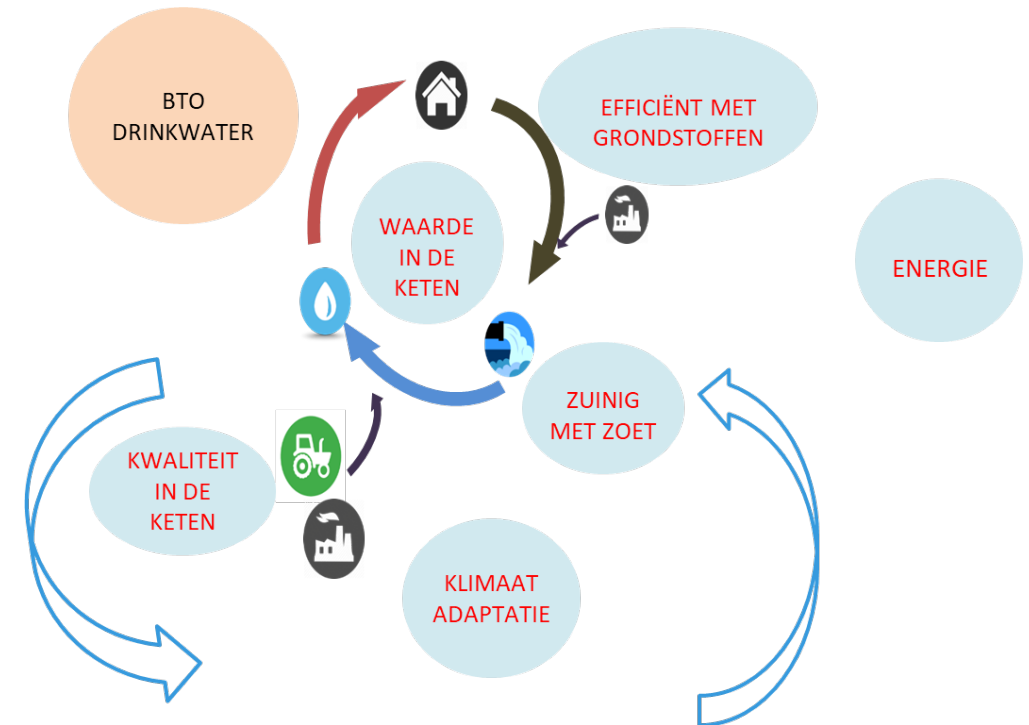 BTO
DRINKWATER
EFFICIËNT MET
GRONDSTOFFEN
WAARDE
IN DE
KETEN
ENERGIE
ZUINIG
MET ZOET
KWALITEIT
IN DE
KETEN
KLIMAAT
ADAPTATIE